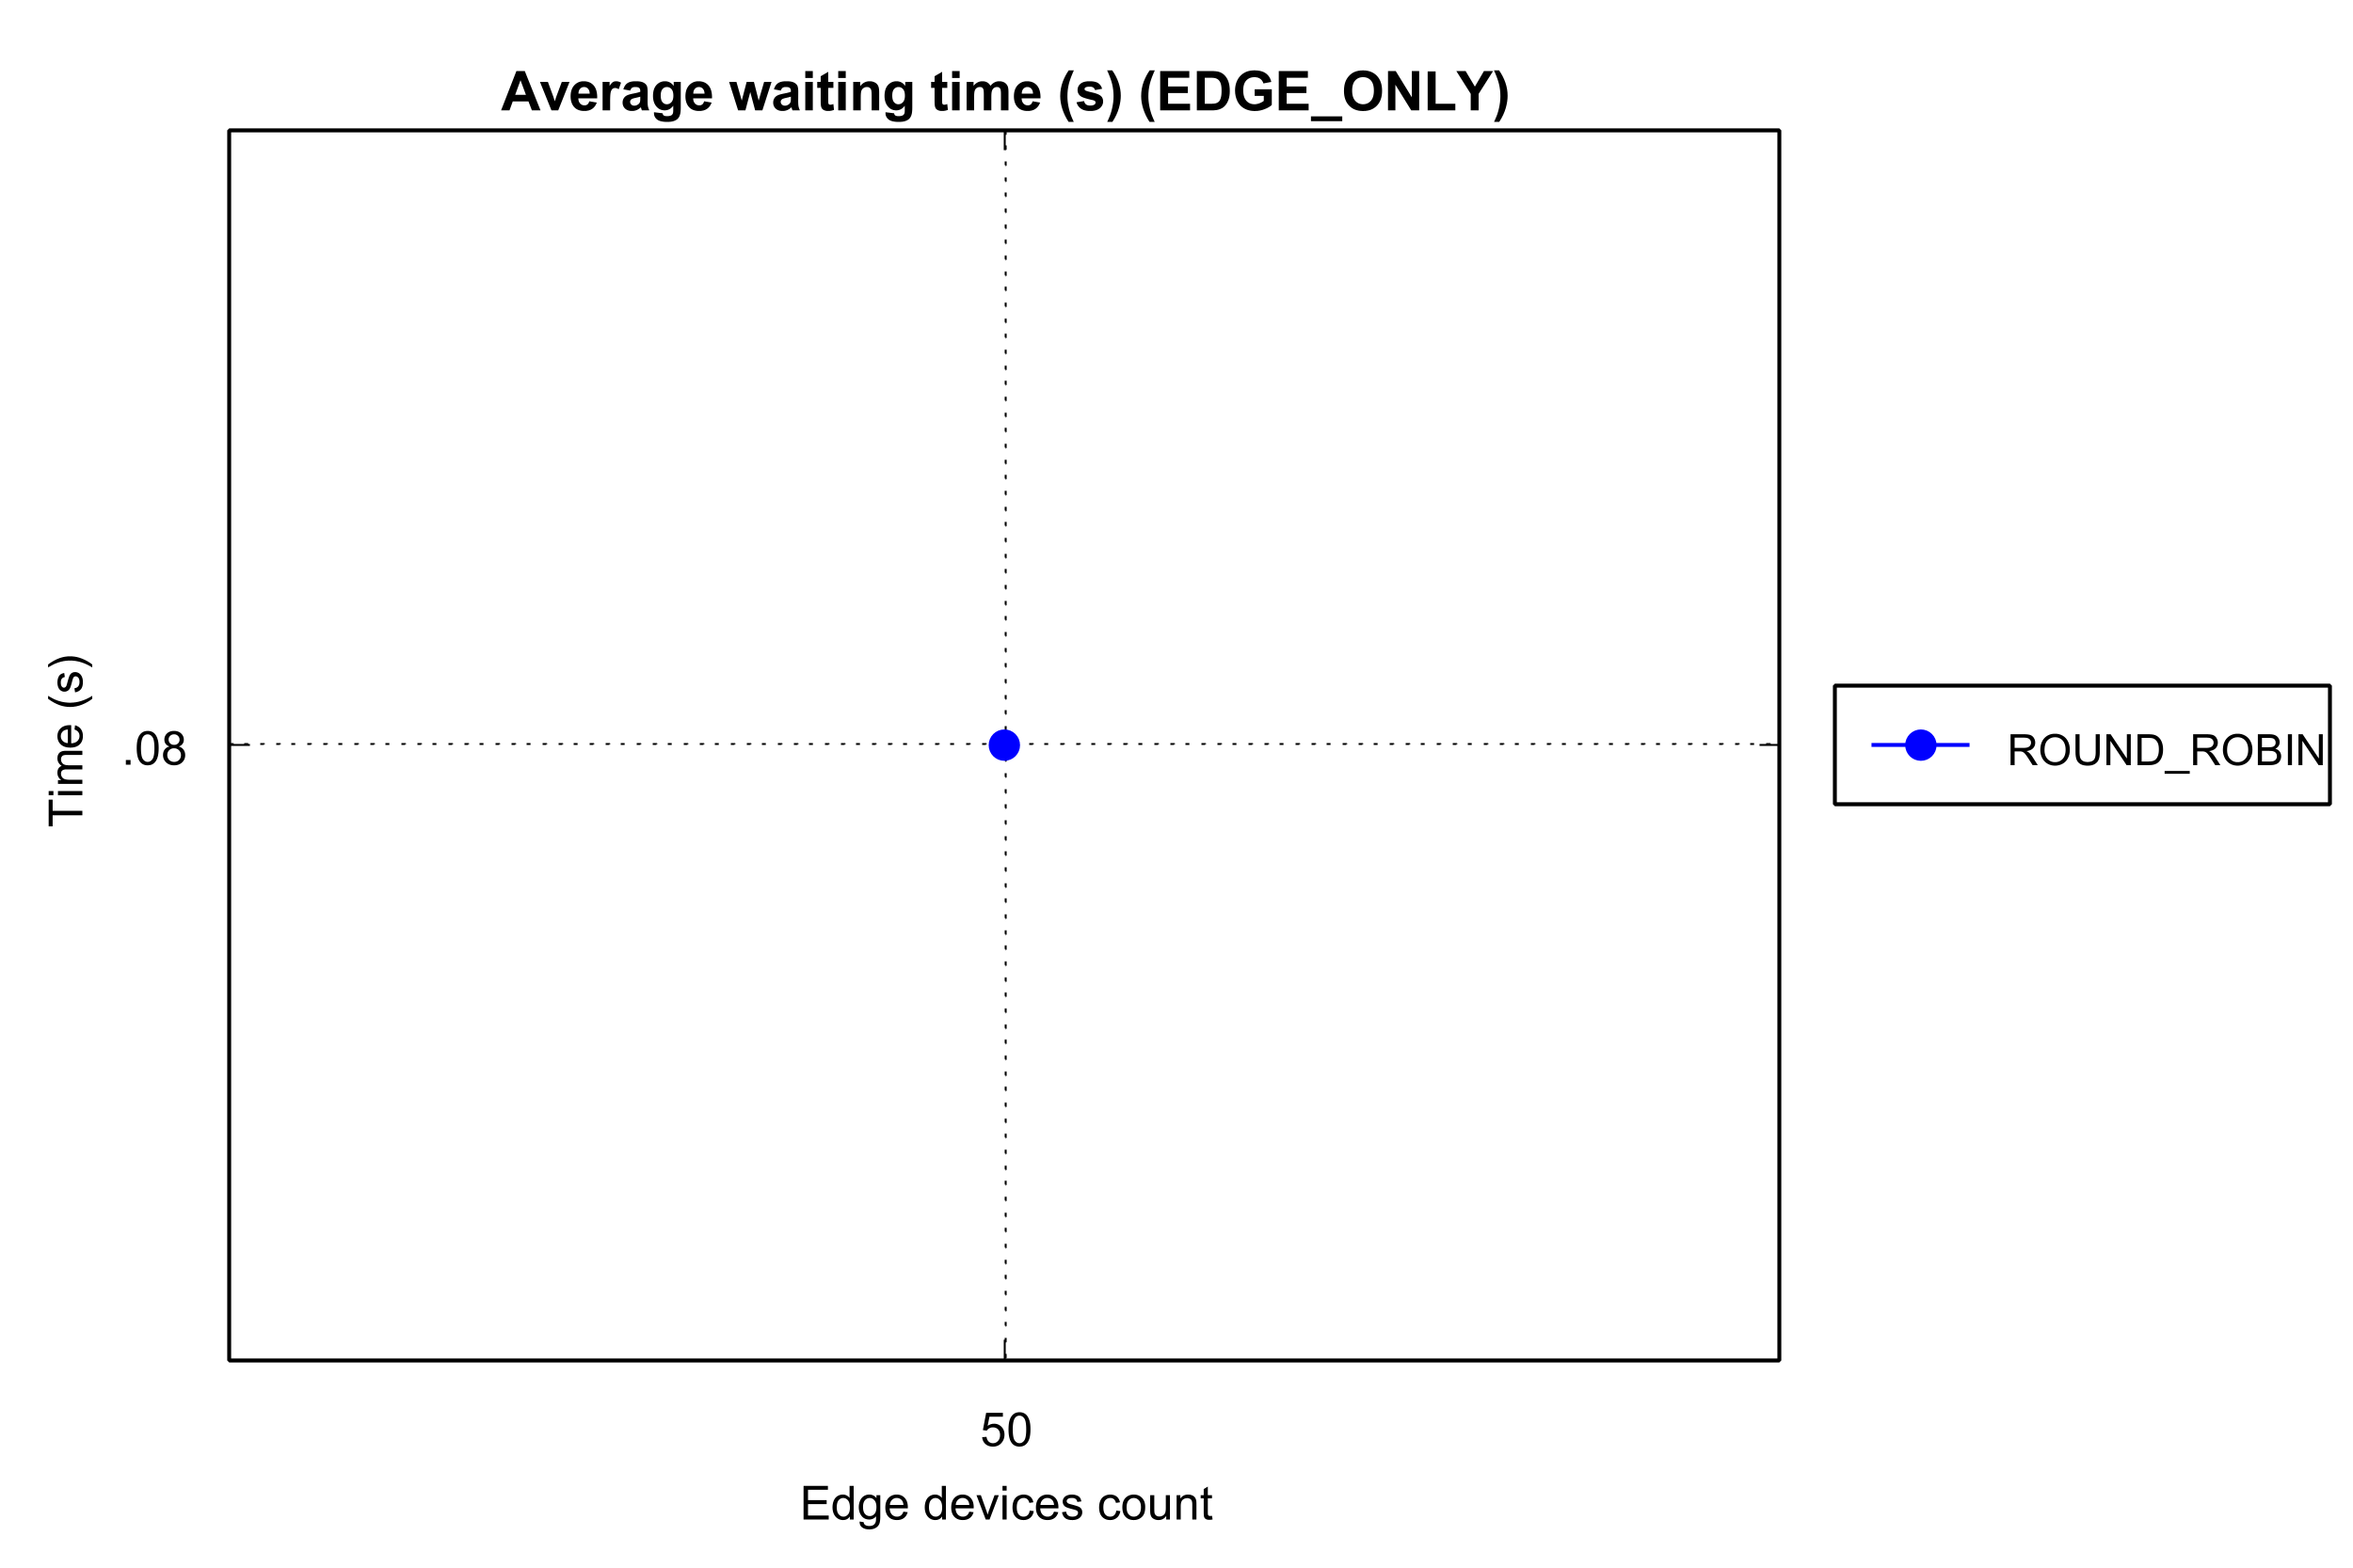 Average waiting time (s) (EDGE_ONLY)
Time (s)
.08
ROUND_ROBIN
50
Edge devices count